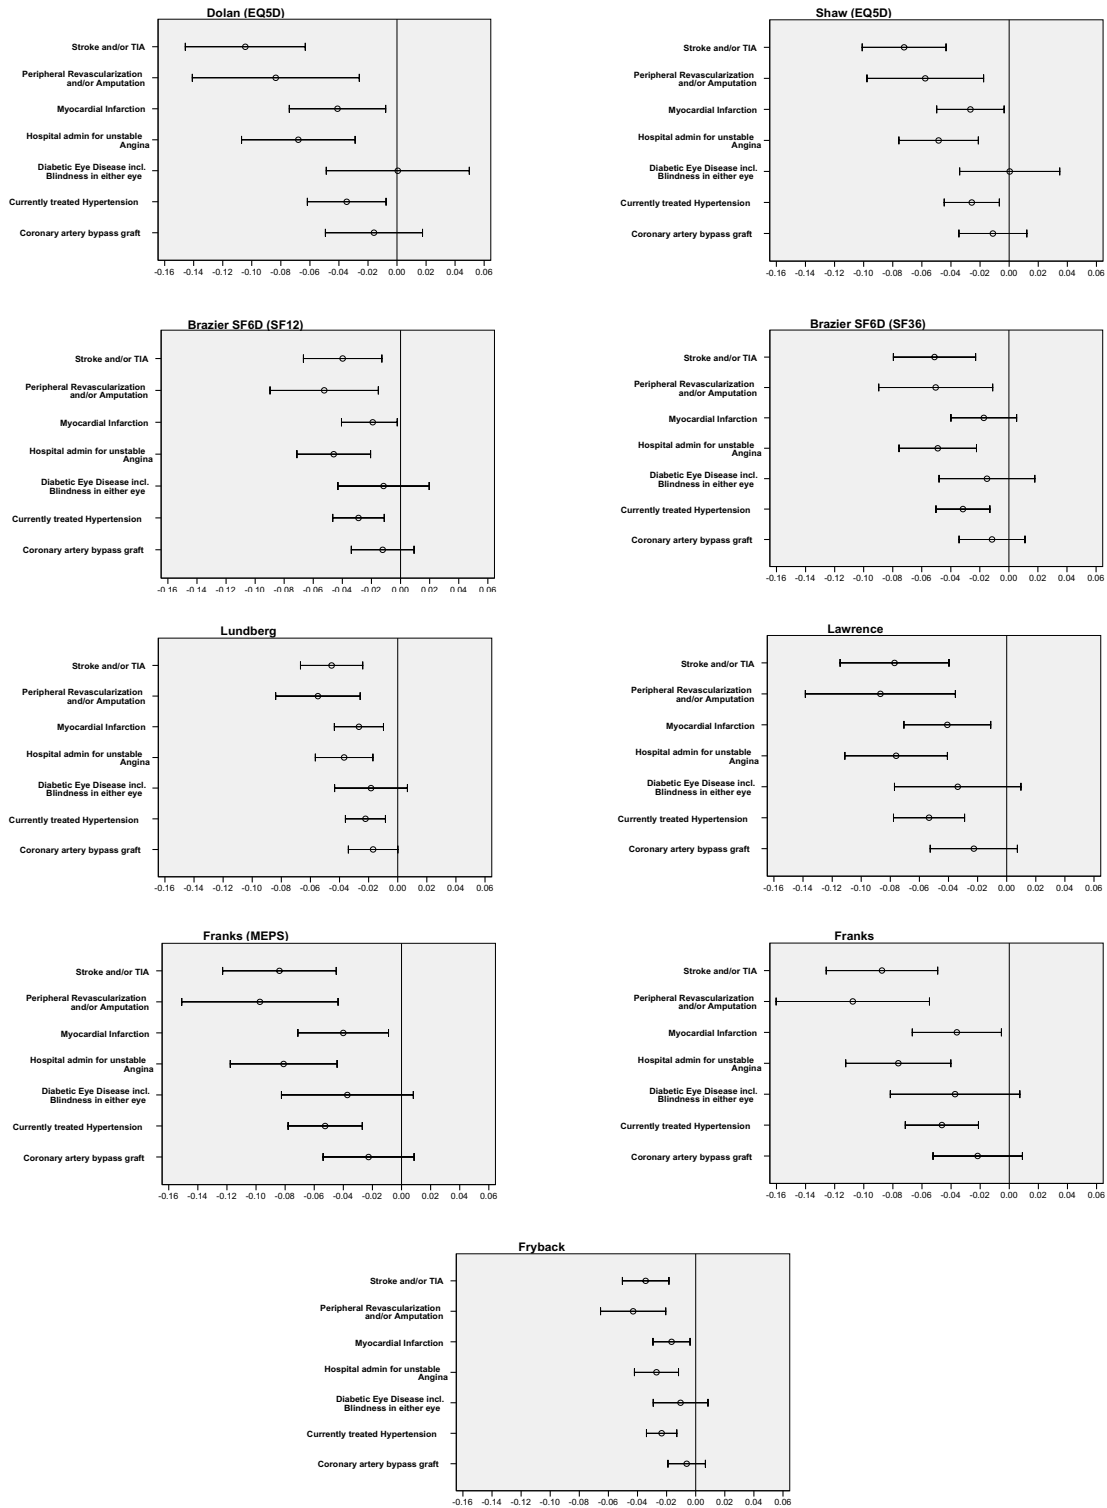 Dolan (EQ5D)
Stroke and/or TIA
Peripheral Revascularization
and/or Amputation
Myocardial Infarction
Hospital admin for unstable
Angina
Diabetic Eye Disease incl.
Blindness in either eye
Currently treated Hypertension
Coronary artery bypass graft
-0.16 -0.14 -0.12 -0.10 -0.08 -0.06 -0.04 -0.02 0.00 0.02 0.04 0.06
Shaw (EQ5D)
Stroke and/or TIA
Peripheral Revascularization
and/or Amputation
Myocardial Infarction
Hospital admin for unstable
Angina
Diabetic Eye Disease incl.
Blindness in either eye
Currently treated Hypertension
Coronary artery bypass graft
-0.16 -0.14 -0.12 -0.10 -0.08 -0.06 -0.04 -0.02 0.00 0.02 0.04 0.06
Brazier SF6D (SF12)
Stroke and/or TIA
Peripheral Revascularization
and/or Amputation
Myocardial Infarction
Hospital admin for unstable
Angina
Diabetic Eye Disease incl.
Blindness in either eye
Currently treated Hypertension
Coronary artery bypass graft
-0.16 -0.14 -0.12 -0.10 -0.08 -0.06 -0.04 -0.02 0.00 0.02 0.04 0.06
Brazier SF6D (SF36)
Stroke and/or TIA
Peripheral Revascularization
and/or Amputation
Myocardial Infarction
Hospital admin for unstable
Angina
Diabetic Eye Disease incl.
Blindness in either eye
Currently treated Hypertension
Coronary artery bypass graft
-0.16 -0.14 -0.12 -0.10 -0.08 -0.06 -0.04 -0.02 0.00 0.02 0.04 0.06
Lundberg
Stroke and/or TIA
Peripheral Revascularization
and/or Amputation
Myocardial Infarction
Hospital admin for unstable
Angina
Diabetic Eye Disease incl.
Blindness in either eye
Currently treated Hypertension
Coronary artery bypass graft
-0.16 -0.14 -0.12 -0.10 -0.08 -0.06 -0.04 -0.02 0.00 0.02 0.04 0.06
Lawrence
Stroke and/or TIA
Peripheral Revascularization
and/or Amputation
Myocardial Infarction
Hospital admin for unstable
Angina
Diabetic Eye Disease incl.
Blindness in either eye
Currently treated Hypertension
Coronary artery bypass graft
-0.16 -0.14 -0.12 -0.10 -0.08 -0.06 -0.04 -0.02 0.00 0.02 0.04 0.06
Franks (MEPS)
Stroke and/or TIA
Peripheral Revascularization
and/or Amputation
Myocardial Infarction
Hospital admin for unstable
Angina
Diabetic Eye Disease incl.
Blindness in either eye
Currently treated Hypertension
Coronary artery bypass graft
-0.16 -0.14 -0.12 -0.10 -0.08 -0.06 -0.04 -0.02 0.00 0.02 0.04 0.06
Franks
Stroke and/or TIA
Peripheral Revascularization
and/or Amputation
Myocardial Infarction
Hospital admin for unstable
Angina
Diabetic Eye Disease incl.
Blindness in either eye
Currently treated Hypertension
Coronary artery bypass graft
-0.16 -0.14 -0.12 -0.10 -0.08 -0.06 -0.04 -0.02 0.00 0.02 0.04 0.06
Fryback
Stroke and/or TIA
Peripheral Revascularization
and/or Amputation
Myocardial Infarction
Hospital admin for unstable
Angina
Diabetic Eye Disease incl.
Blindness in either eye
Currently treated Hypertension
Coronary artery bypass graft
-0.16 -0.14 -0.12 -0.10 -0.08 -0.06 -0.04 -0.02 0.00 0.02 0.04 0.06